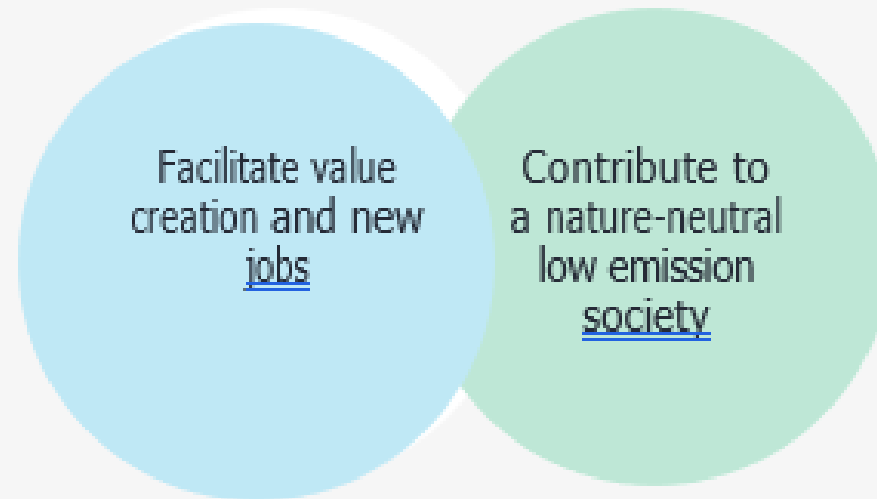 Facilitate value
creation and new
jobs
Contribute to
a nature-neutral
low emission
society